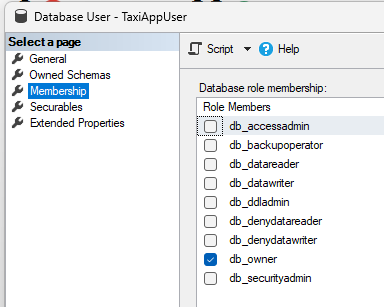 Database User - TaxiAppUser
Select a page
General
Owned Schemas
Membership
Securables
Extended Properties
Script
Help
Database role membership:
Role Members
db_accessadmin
db_backupoperator
db_datareader
db_datawriter
db_ddladmin
db_denydatareader
db_denydatawriter
db_owner
db_securityadmin